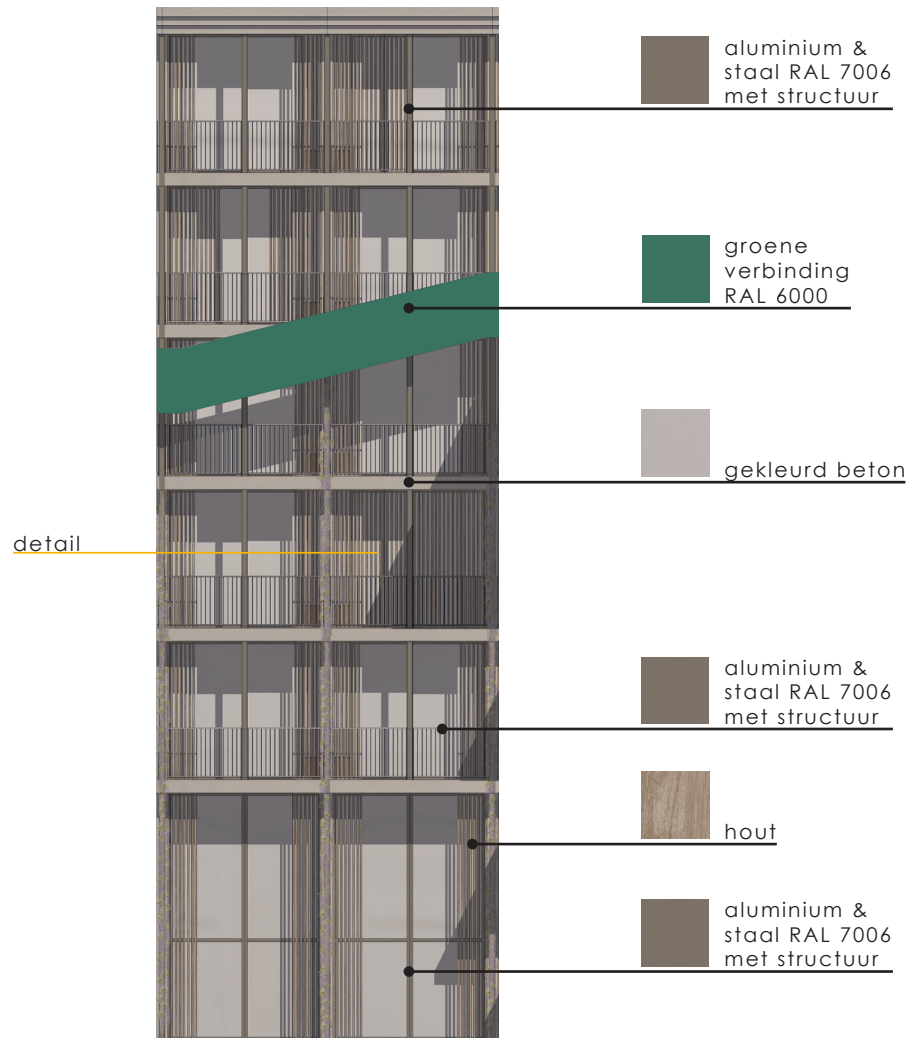 aluminium &
staal RAL 7006
met structuur
groene
verbinding
RAL 6000
gekleurd beton
detail
aluminium &
staal RAL 7006
met structuur
hout
aluminium &
staal RAL 7006
met structuur